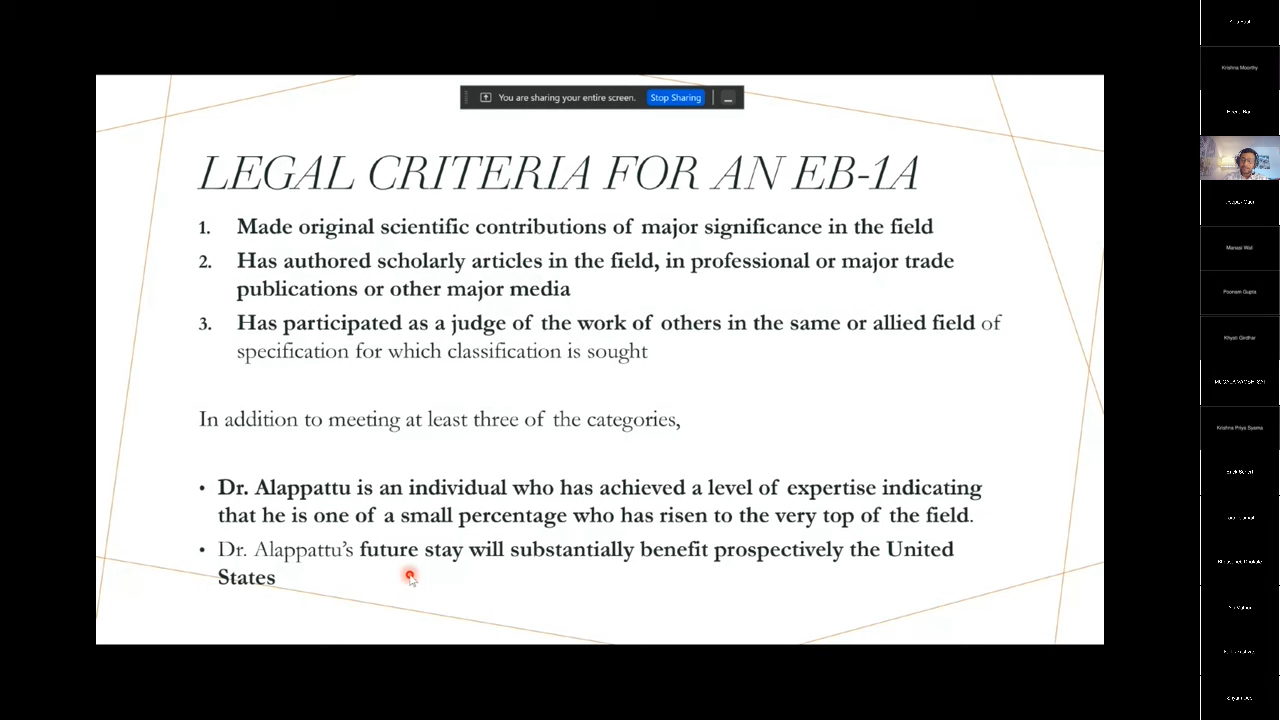 You are sharing your entire screen. Stop Sharing
LEGAL CRITERIA FOR AN EB-1A
1. Made original scientific contributions of major significance in the field
2. Has authored scholarly articles in the field, in professional or major trade
publications or other major media
3. Has participated as a judge of the work of others in the same or allied field of
specification for which classification is sought
In addition to meeting at least three of the categories,
• Dr. Alappattu is an individual who has achieved a level of expertise indicating
that he is one of a small percentage who has risen to the very top of the field.
• Dr. Alappattu's future stay will substantially benefit prospectively the United
States
Krishna Moorthy
Manasi Wali
Poonam Gupta
Khyati Girdhar
Krishna Priya Syama